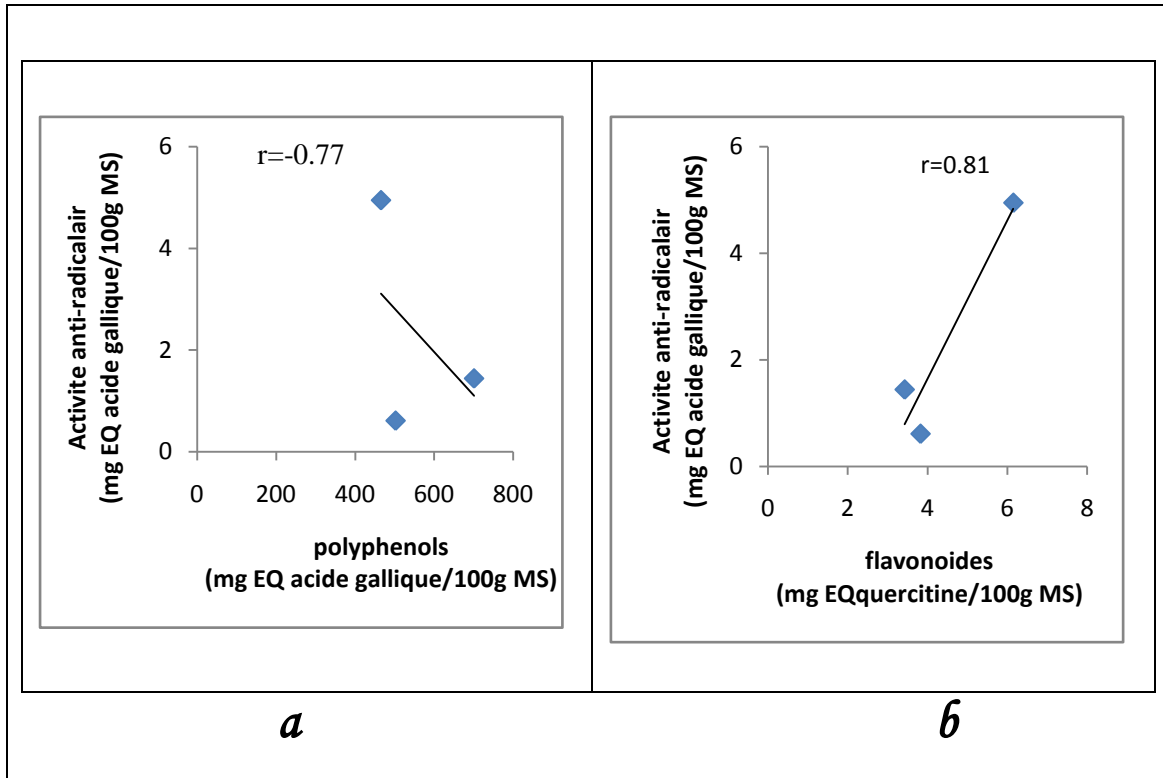 r=-0.77
6
4
2
0
0 200 400 600 800
Activite anti-radicalair
(mg EQ acide gallique/100g MS)
polyphenols
(mg EQ acide gallique/100g MS)
a
r=0.81
6
4
2
0
0 2 4 6 8
Activite anti-radicalair
(mg EQ acide gallique/100g MS)
flavonoides
(mg EQquercitine/100g MS)
b